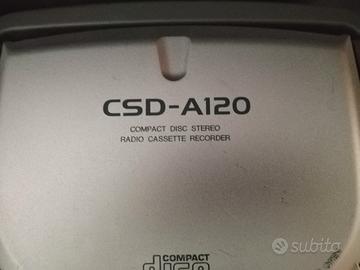 CSD-A120
COMPACT DISC STEREO
RADIO CASSETTE RECORDER
COMPACT
disc
subito